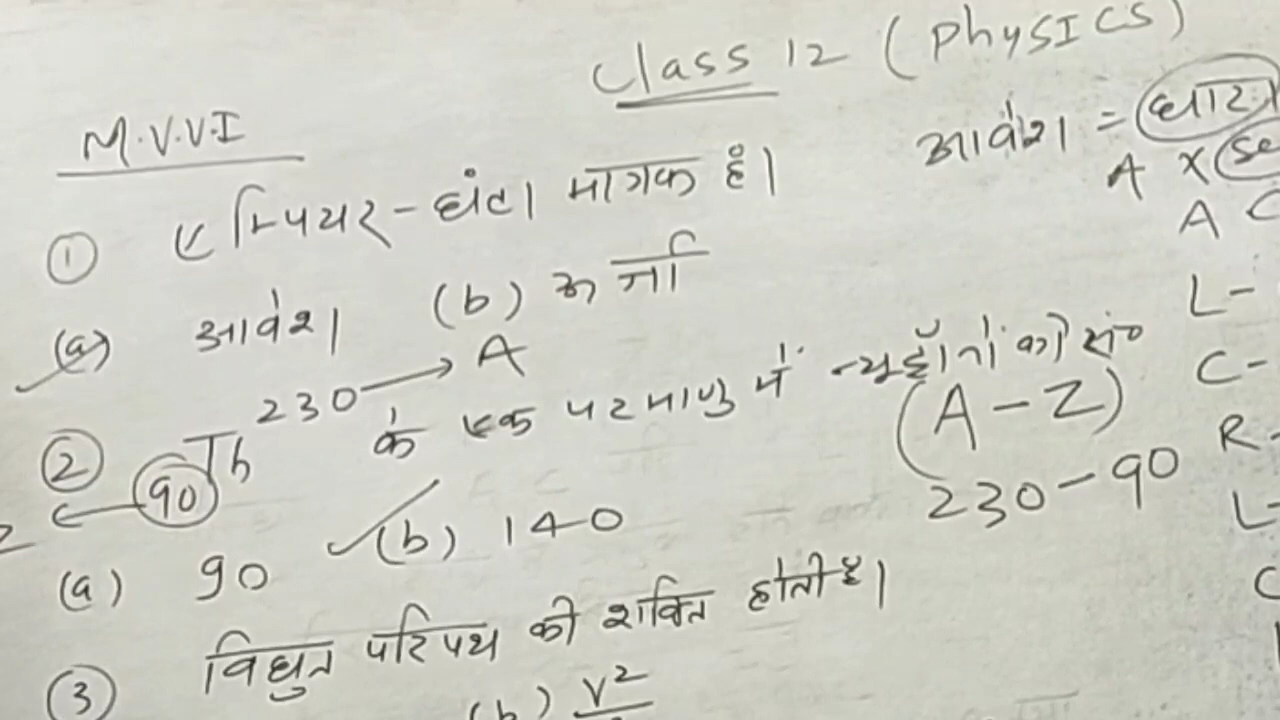 Class 12 (Physics)
M.V.V.I
① एम्पियर-घंटा मात्रक है।
आवेश = धारा
A X
A
(a) आवेश (b) ऊर्जा
L-
② 90 Th 230 → A के एक परमाणु में न्यूट्रॉनों की सं०
C-
(A-Z)
R-
230-90
L-
(a) 90 (b) 140
③ विधुत परिपथ की शक्ति होती है।
(b) V²